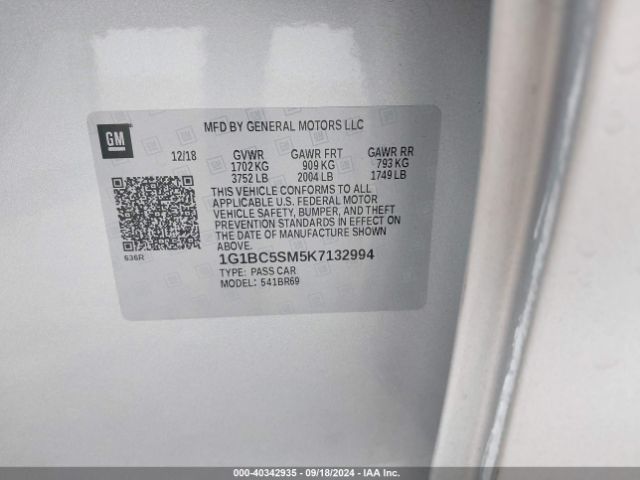 GM
MFD BY GENERAL MOTORS LLC
12/18 GVWR GAWR FRT GAWR RR
1702 KG 909 KG 793 KG
3752 LB 2004 LB 1749 LB
THIS VEHICLE CONFORMS TO ALL
APPLICABLE U.S. FEDERAL MOTOR
VEHICLE SAFETY, BUMPER, AND THEFT
PREVENTION STANDARDS IN EFFECT ON
THE DATE OF MANUFACTURE SHOWN
ABOVE.
636R
1G1BC5SM5K7132994
TYPE: PASS CAR
MODEL: 541BR69
000-40342935 - 09/18/2024 - IAA Inc.